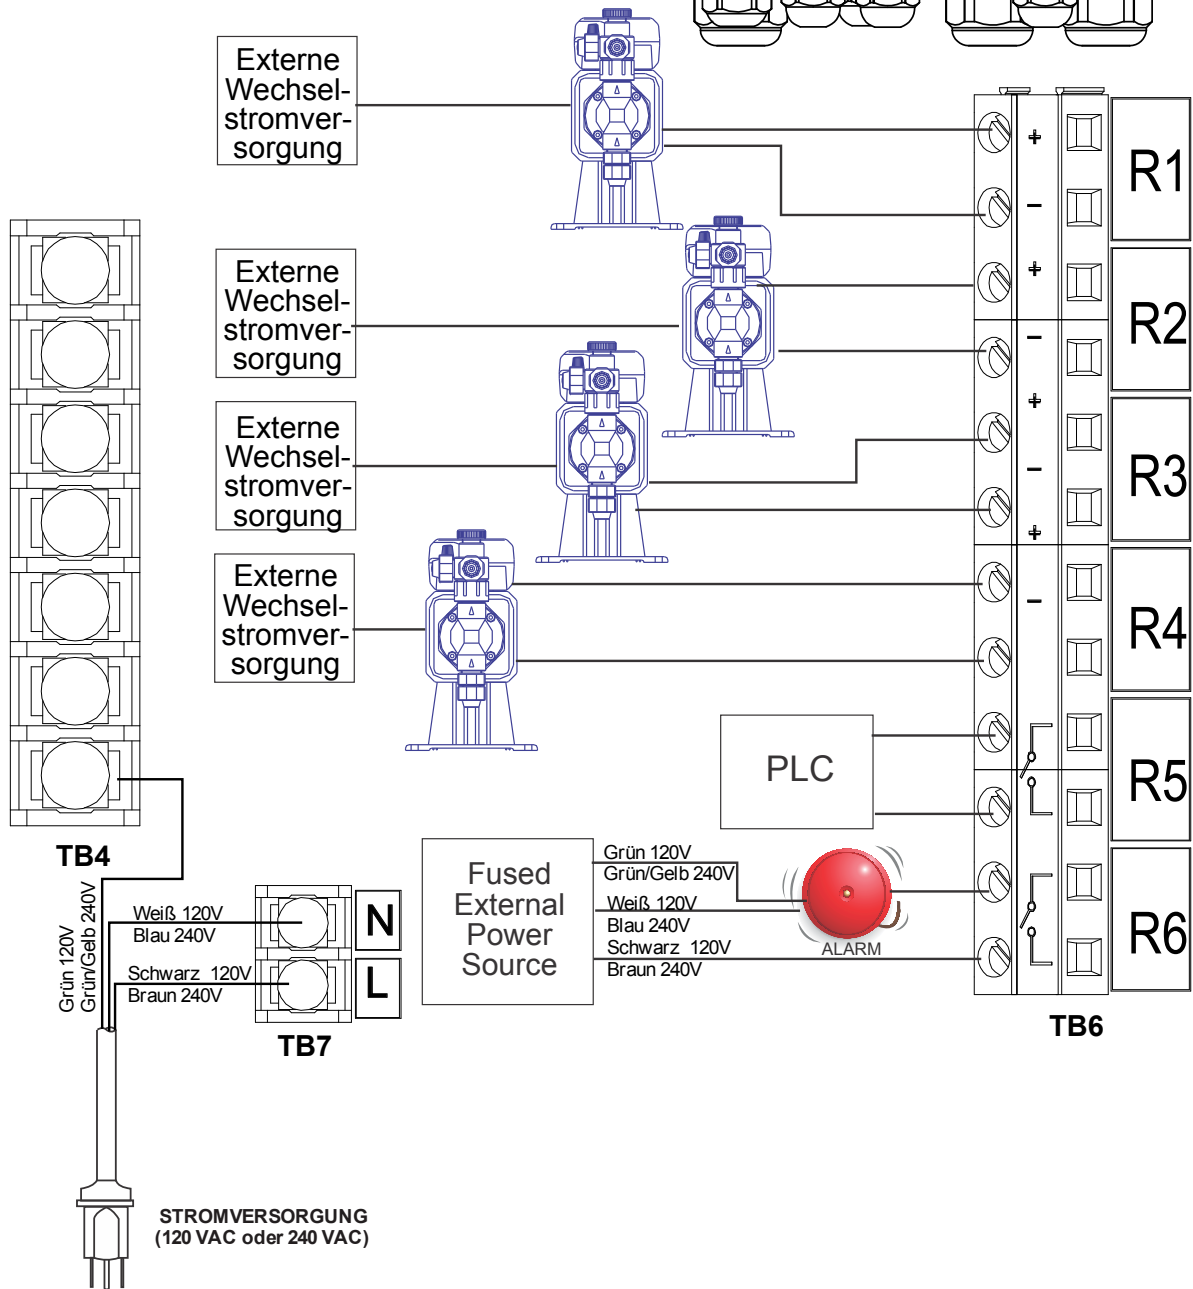 Externe
Wechsel-
stromver-
sorgung
+
R1
−
Externe
Wechsel-
stromver-
sorgung
+
R2
−
Externe
Wechsel-
stromver-
sorgung
+
−
R3
+
Externe
Wechsel-
stromver-
sorgung
−
R4
PLC
R5
TB4
Fused
External
Power
Source
Grün 120V
Grün/Gelb 240V
Weiß 120V
Blau 240V
Schwarz 120V
Braun 240V
ALARM
R6
TB6
Grün 120V
Grün/Gelb 240V
Weiß 120V
Blau 240V
N
Schwarz 120V
Braun 240V
L
TB7
STROMVERSORGUNG
(120 VAC oder 240 VAC)